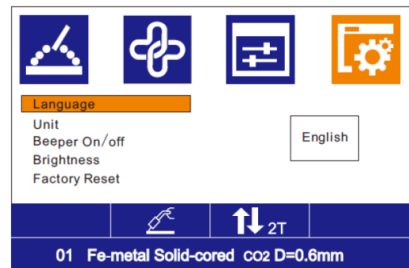 Language
Unit
Beeper On/off
Brightness
Factory Reset
English
2T
01 Fe-metal Solid-cored CO2 D=0.6mm